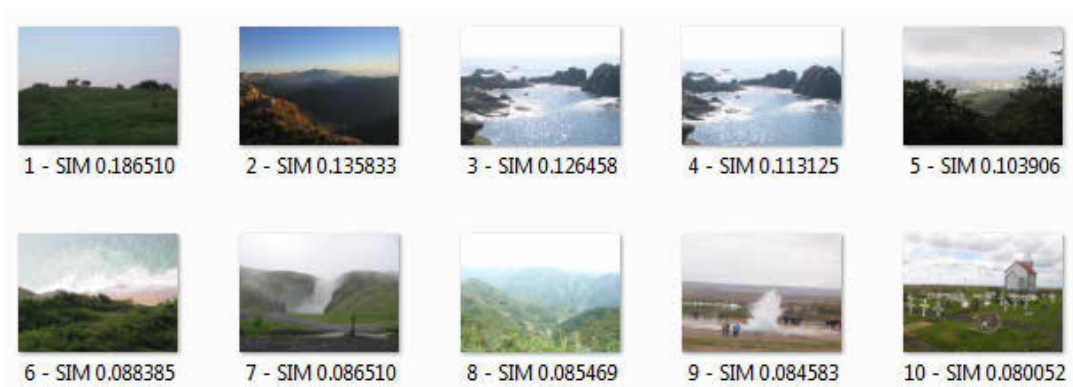 1 - SIM 0.186510
2 - SIM 0.135833
3 - SIM 0.126458
4 - SIM 0.113125
5 - SIM 0.103906
6 - SIM 0.088385
7 - SIM 0.086510
8 - SIM 0.085469
9 - SIM 0.084583
10 - SIM 0.080052